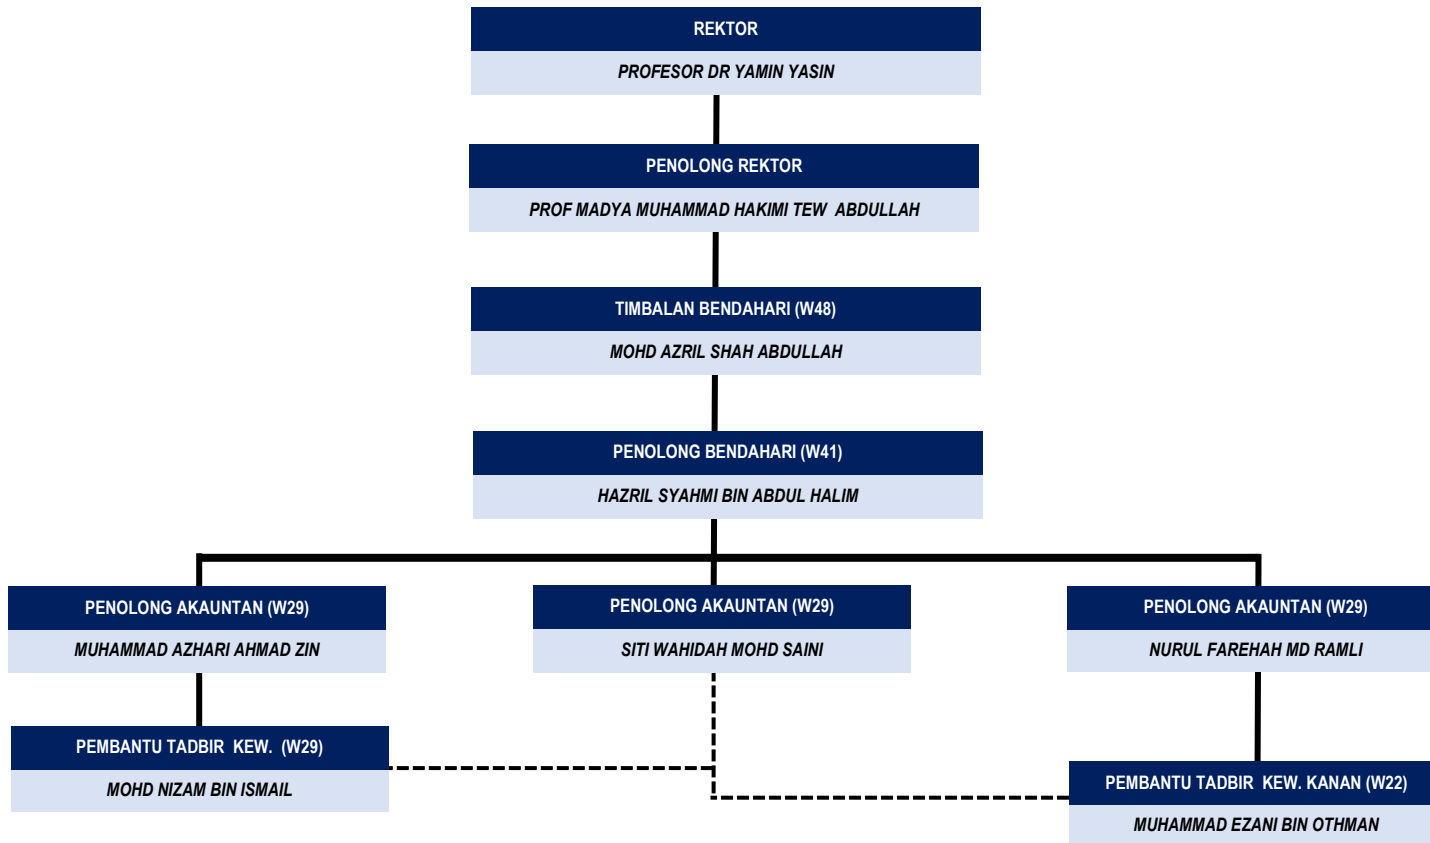 REKTOR
PROFESOR DR YAMIN YASIN
PENOLONG REKTOR
PROF MADYA MUHAMMAD HAKIMI TEW  ABDULLAH
TIMBALAN BENDAHARI (W48)
MOHD AZRIL SHAH ABDULLAH
PENOLONG BENDAHARI (W41)
HAZRIL SYAHMI BIN ABDUL HALIM
PENOLONG AKAUNTAN (W29)
MUHAMMAD AZHARI AHMAD ZIN
PENOLONG AKAUNTAN (W29)
SITI WAHIDAH MOHD SAINI
PENOLONG AKAUNTAN (W29)
NURUL FAREHAH MD RAMLI
PEMBANTU TADBIR  KEW.  (W29)
MOHD NIZAM BIN ISMAIL
PEMBANTU TADBIR  KEW. KANAN (W22)
MUHAMMAD EZANI BIN OTHMAN